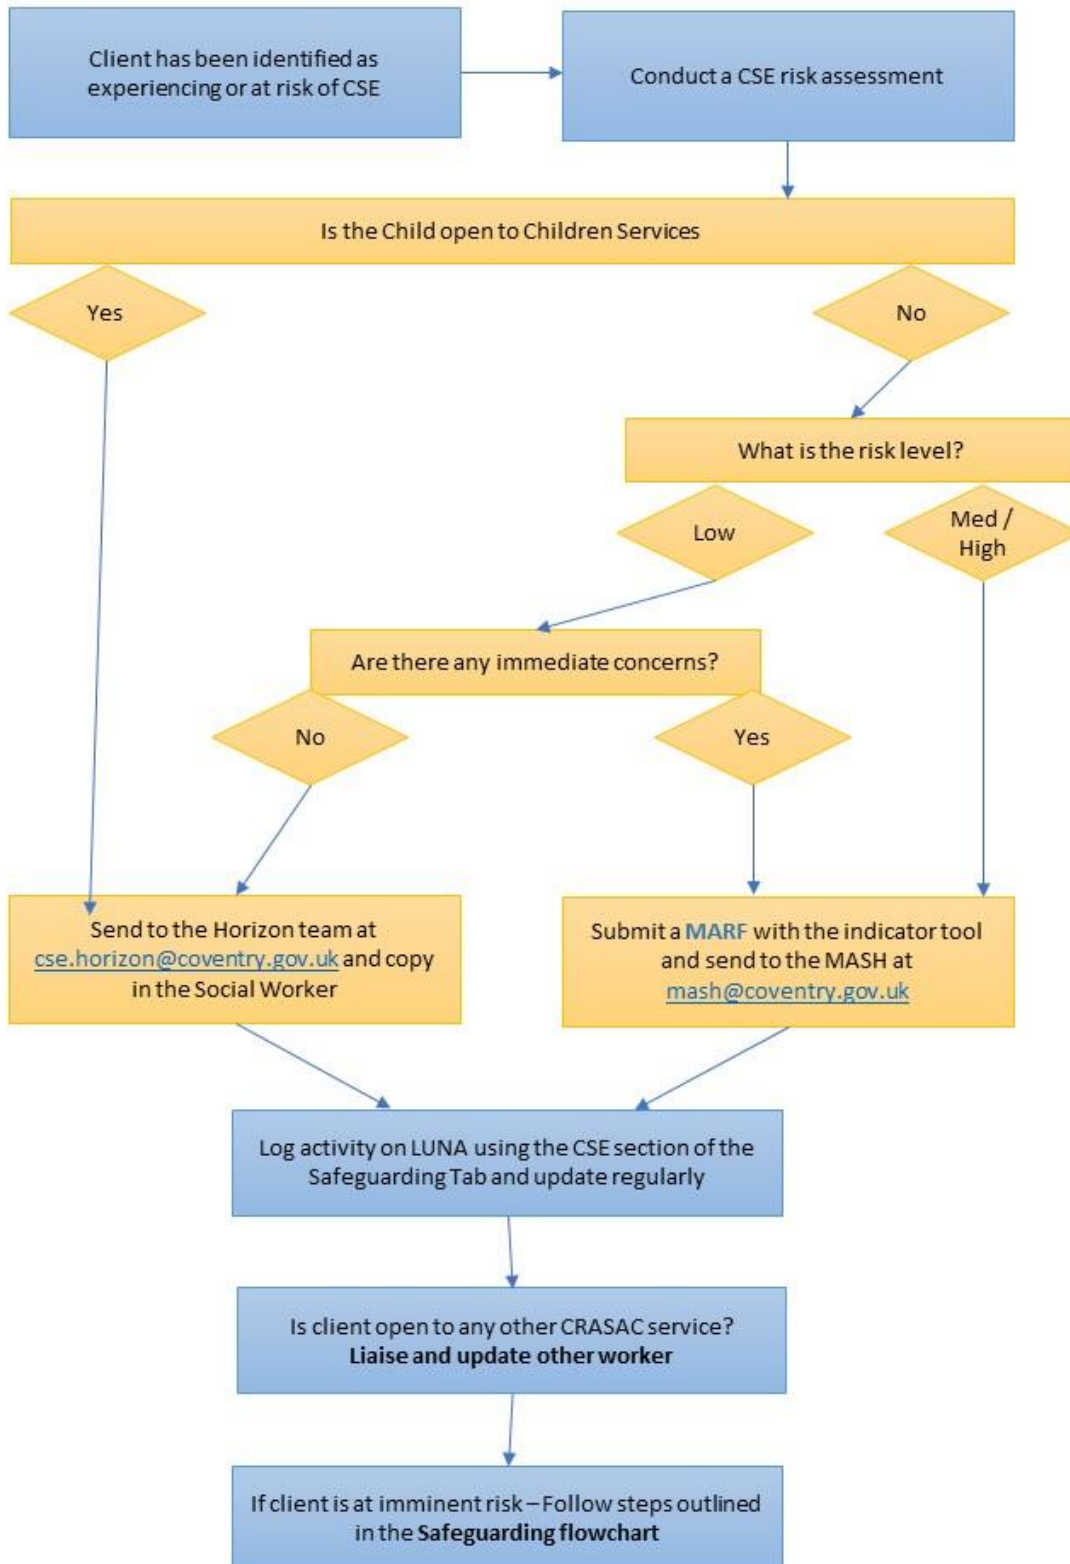 Client has been identified as
experiencing or at risk of CSE
Conduct a CSE risk assessment
Is the Child open to Children Services
Yes
No
What is the risk level?
Low
Med /
High
Are there any immediate concerns?
No
Yes
Send to the Horizon team at
cse.horizon@coventry.gov.uk and copy
in the Social Worker
Submit a MARF with the indicator tool
and send to the MASH at
mash@coventry.gov.uk
Log activity on LUNA using the CSE section of the
Safeguarding Tab and update regularly
Is client open to any other CRASAC service?
Liaise and update other worker
If client is at imminent risk – Follow steps outlined
in the Safeguarding flowchart